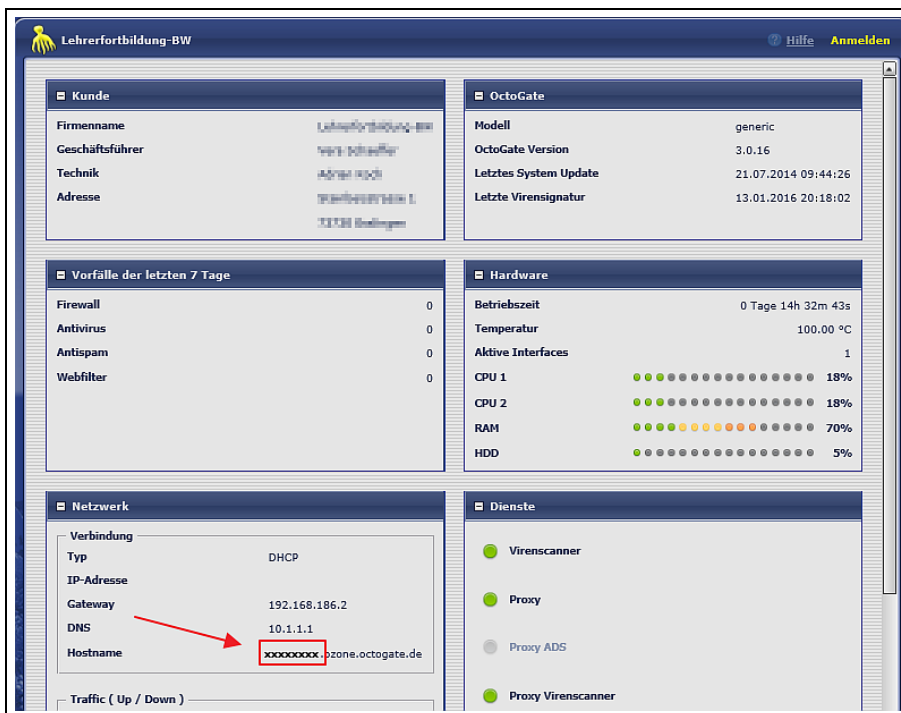 Lehrerfortbildung-BW
Hilfe Anmelden
Kunde
Firmenname
Geschäftsführer
Technik
Adresse
OctoGate
Modell generic
OctoGate Version 3.0.16
Letztes System Update 21.07.2014 09:44:26
Letzte Virensignatur 13.01.2016 20:18:02
Vorfälle der letzten 7 Tage
Firewall 0
Antivirus 0
Antispam 0
Webfilter 0
Hardware
Betriebszeit 0 Tage 14h 32m 43s
Temperatur 100.00 °C
Aktive Interfaces 1
CPU 1 18%
CPU 2 18%
RAM 70%
HDD 5%
Netzwerk
Verbindung
Typ DHCP
IP-Adresse
Gateway 192.168.186.2
DNS 10.1.1.1
Hostname xxxxxxxx.ozone.octogate.de
Traffic ( Up / Down )
Dienste
Virenscanner
Proxy
Proxy ADS
Proxy Virenscanner